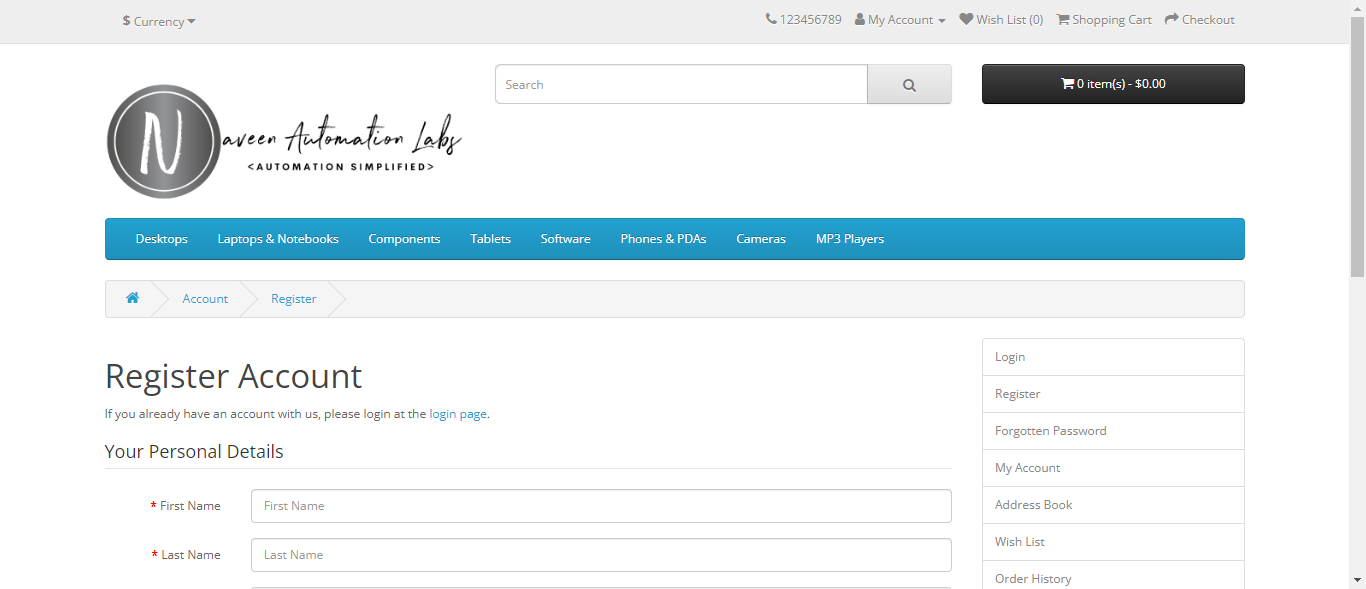 $ Currency
123456789 My Account Wish List (0) Shopping Cart Checkout
Search
0 item(s) - $0.00
N
aveen Automation Labs
<AUTOMATION SIMPLIFIED>
Desktops Laptops & Notebooks Components Tablets Software Phones & PDAs Cameras MP3 Players
Account Register
Register Account
If you already have an account with us, please login at the login page.
Your Personal Details
* First Name First Name
* Last Name Last Name
Login
Register
Forgotten Password
My Account
Address Book
Wish List
Order History